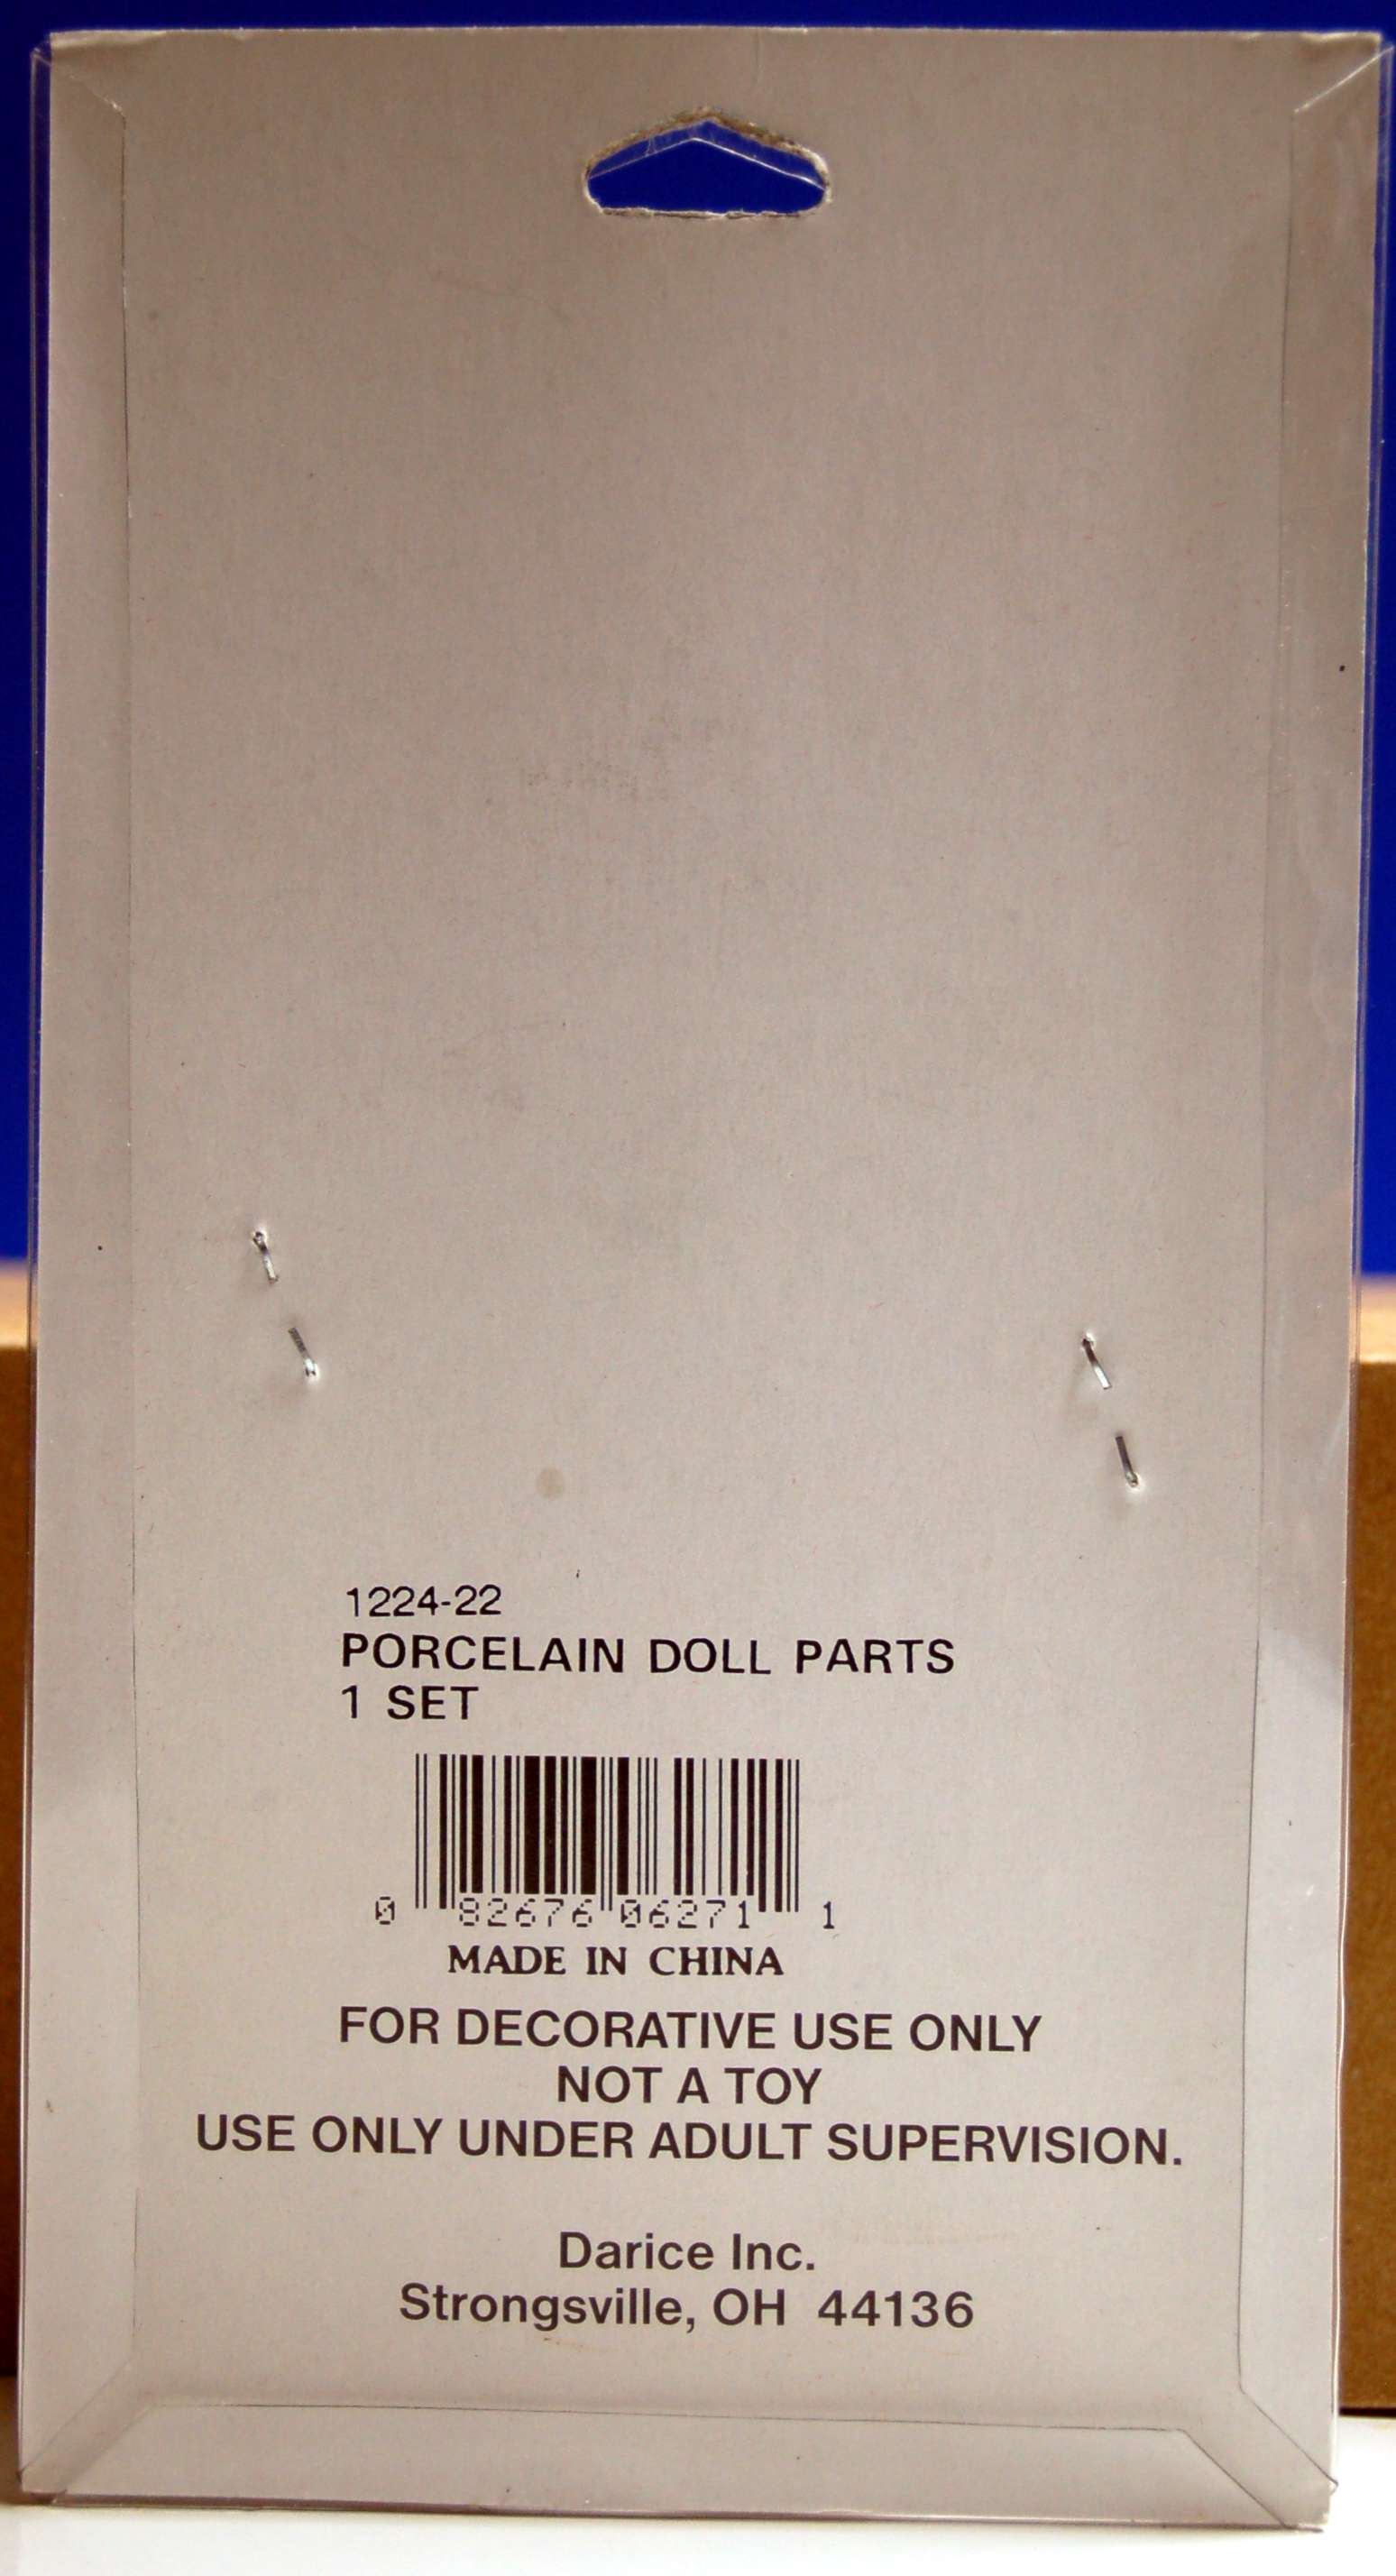 1224-22
PORCELAIN DOLL PARTS
1 SET
0 82676 06271 1
MADE IN CHINA
FOR DECORATIVE USE ONLY
NOT A TOY
USE ONLY UNDER ADULT SUPERVISION.
Darice Inc.
Strongsville, OH 44136